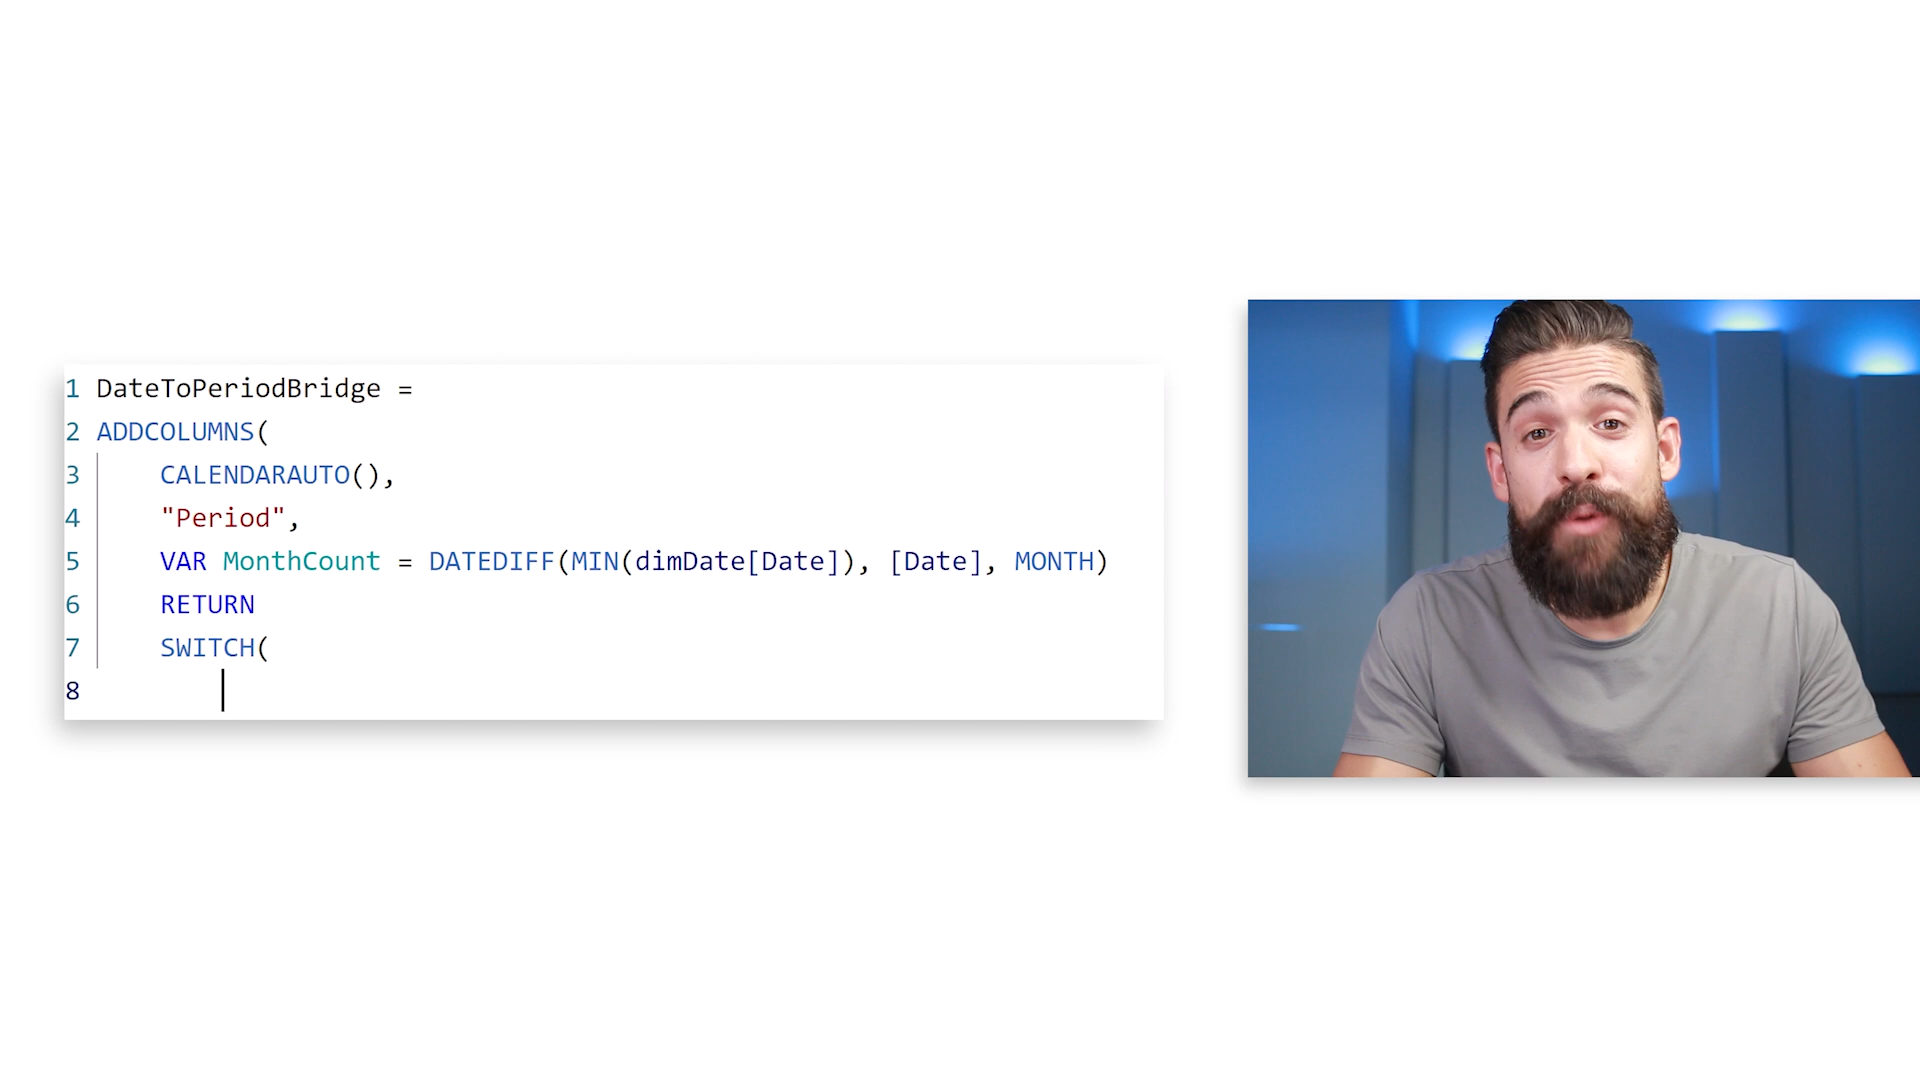 1 DateToPeriodBridge =
2 ADDCOLUMNS(
3 CALENDARAUTO(),
4 "Period",
5 VAR MonthCount = DATEDIFF(MIN(dimDate[Date]), [Date], MONTH)
6 RETURN
7 SWITCH(
8